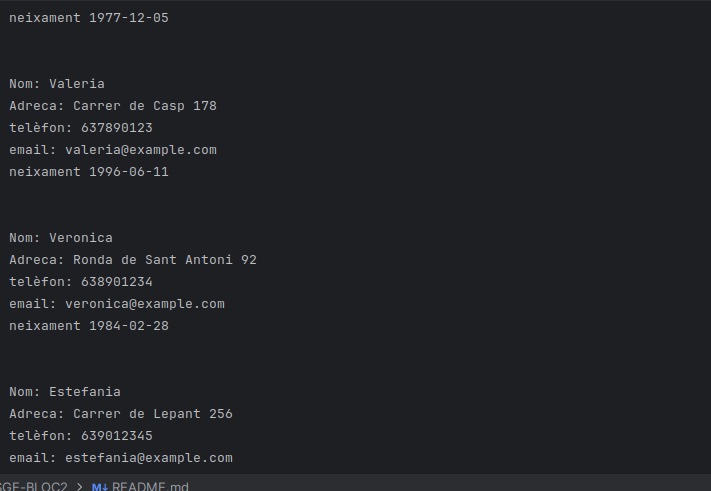 neixament 1977-12-05
Nom: Valeria
Adreca: Carrer de Casp 178
telèfon: 637890123
email: valeria@example.com
neixament 1996-06-11
Nom: Veronica
Adreca: Ronda de Sant Antoni 92
telèfon: 638901234
email: veronica@example.com
neixament 1984-02-28
Nom: Estefania
Adreca: Carrer de Lepant 256
telèfon: 639012345
email: estefania@example.com
SGE-BLOC2 > M↓ README.md